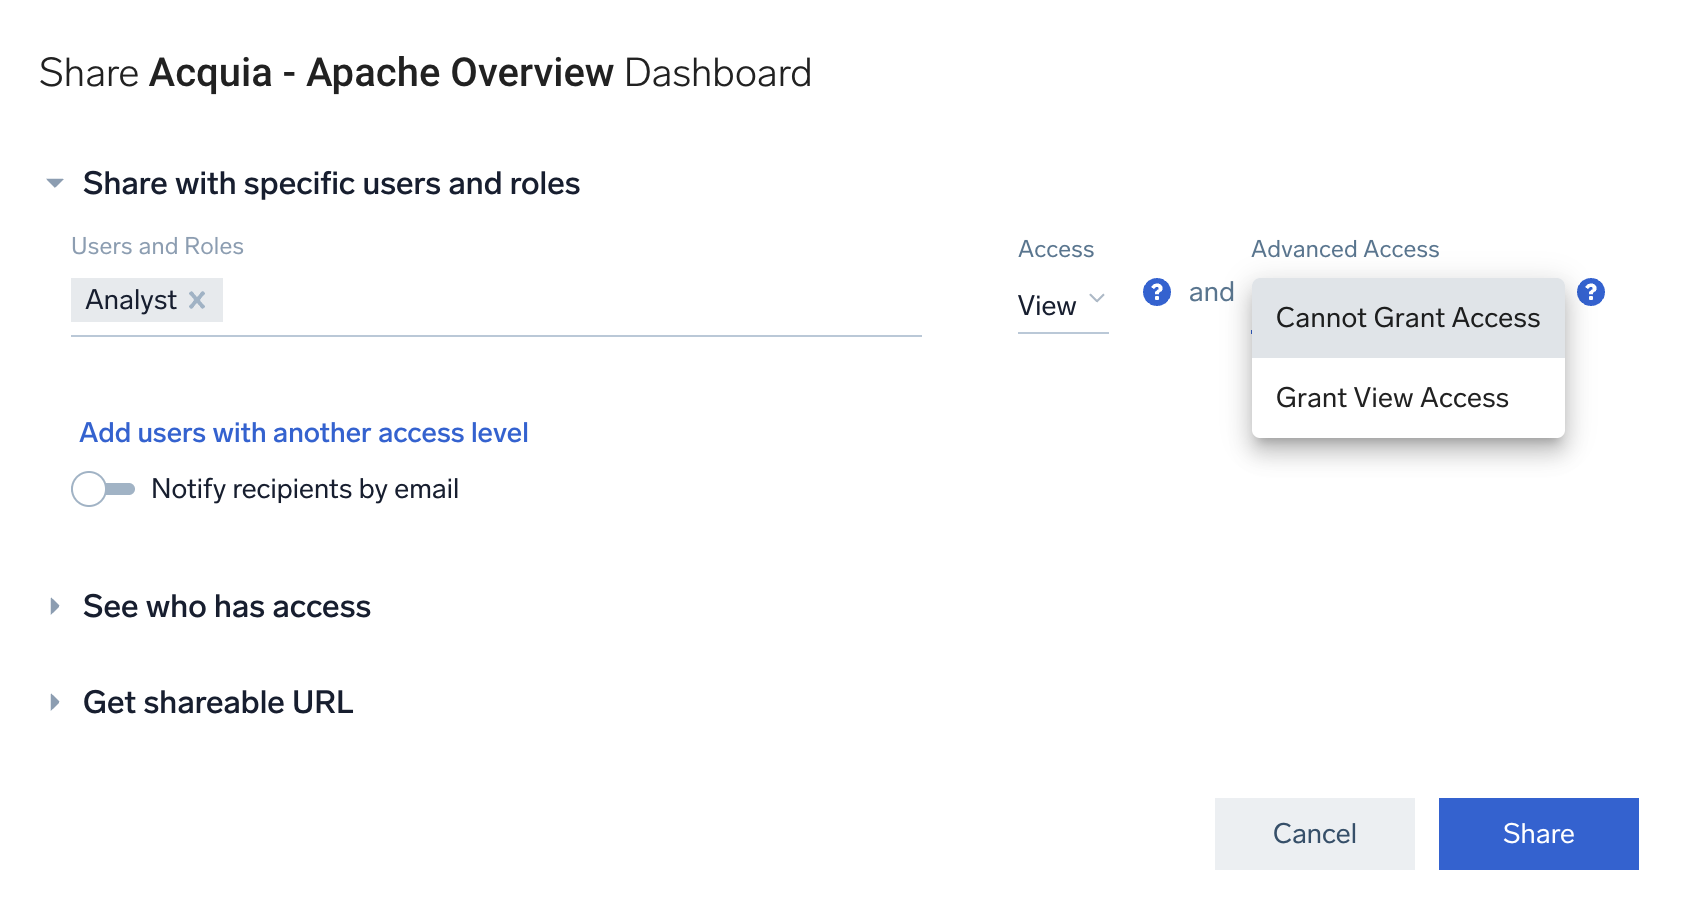 Share Acquia - Apache Overview Dashboard
Share with specific users and roles
Users and Roles
Access
Advanced Access
Analyst ✕
View
? and
Cannot Grant Access
?
Grant View Access
Add users with another access level
Notify recipients by email
See who has access
Get shareable URL
Cancel
Share